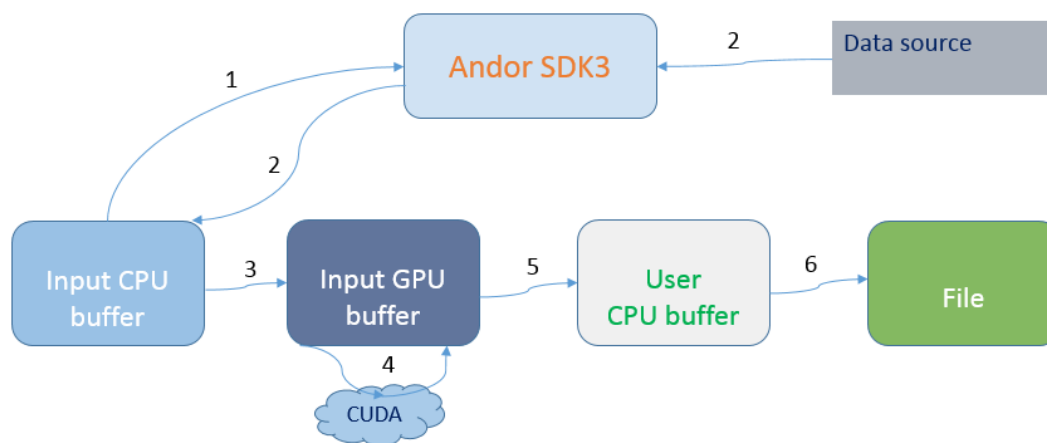 2
Data source
Andor SDK3
1
2
Input CPU
buffer
3
Input GPU
buffer
5
User
CPU buffer
6
File
4
CUDA